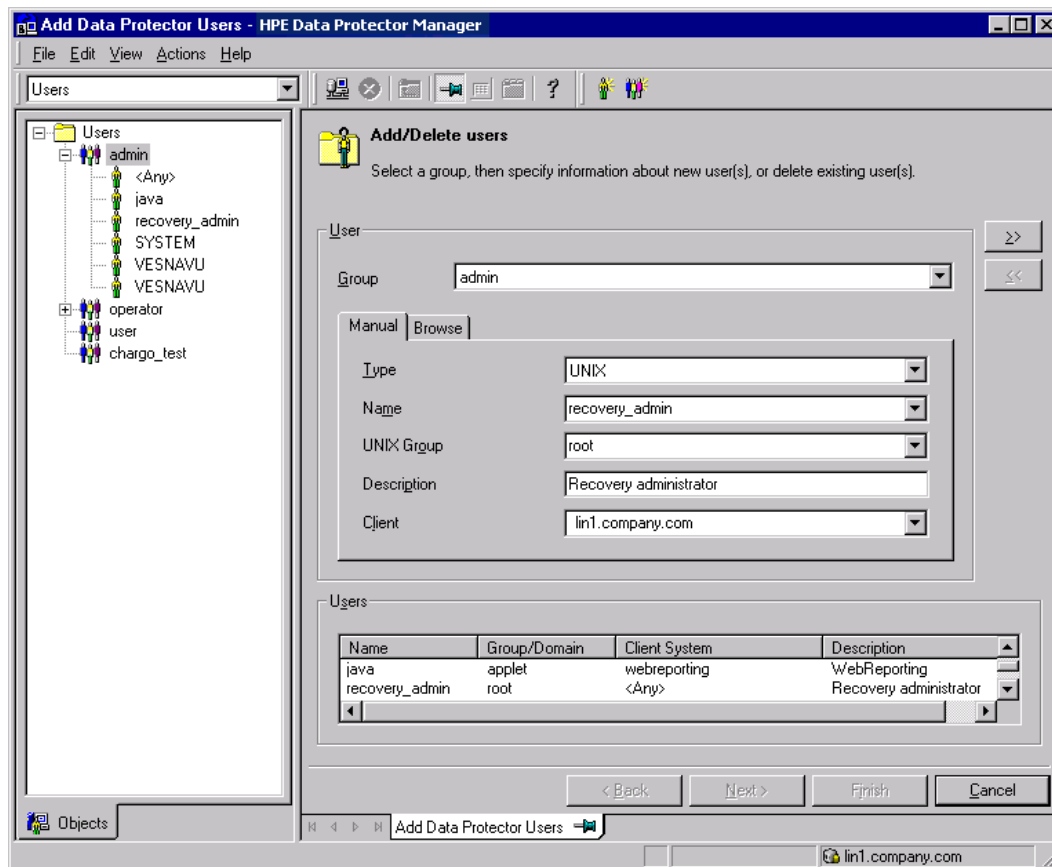 Add Data Protector Users - HPE Data Protector Manager
File Edit View Actions Help
Users
?
Users
admin
<Any>
java
recovery_admin
SYSTEM
VESNAVU
VESNAVU
operator
user
chargo_test
Objects
Add/Delete users
Select a group, then specify information about new user(s), or delete existing user(s).
User
>>
<<
Group admin
Manual Browse
Type UNIX
Name recovery_admin
UNIX Group root
Description Recovery administrator
Client lin1.company.com
Users
Name Group/Domain Client System Description
java applet webreporting WebReporting
recovery_admin root <Any> Recovery administrator
< Back Next > Finish Cancel
Add Data Protector Users
lin1.company.com